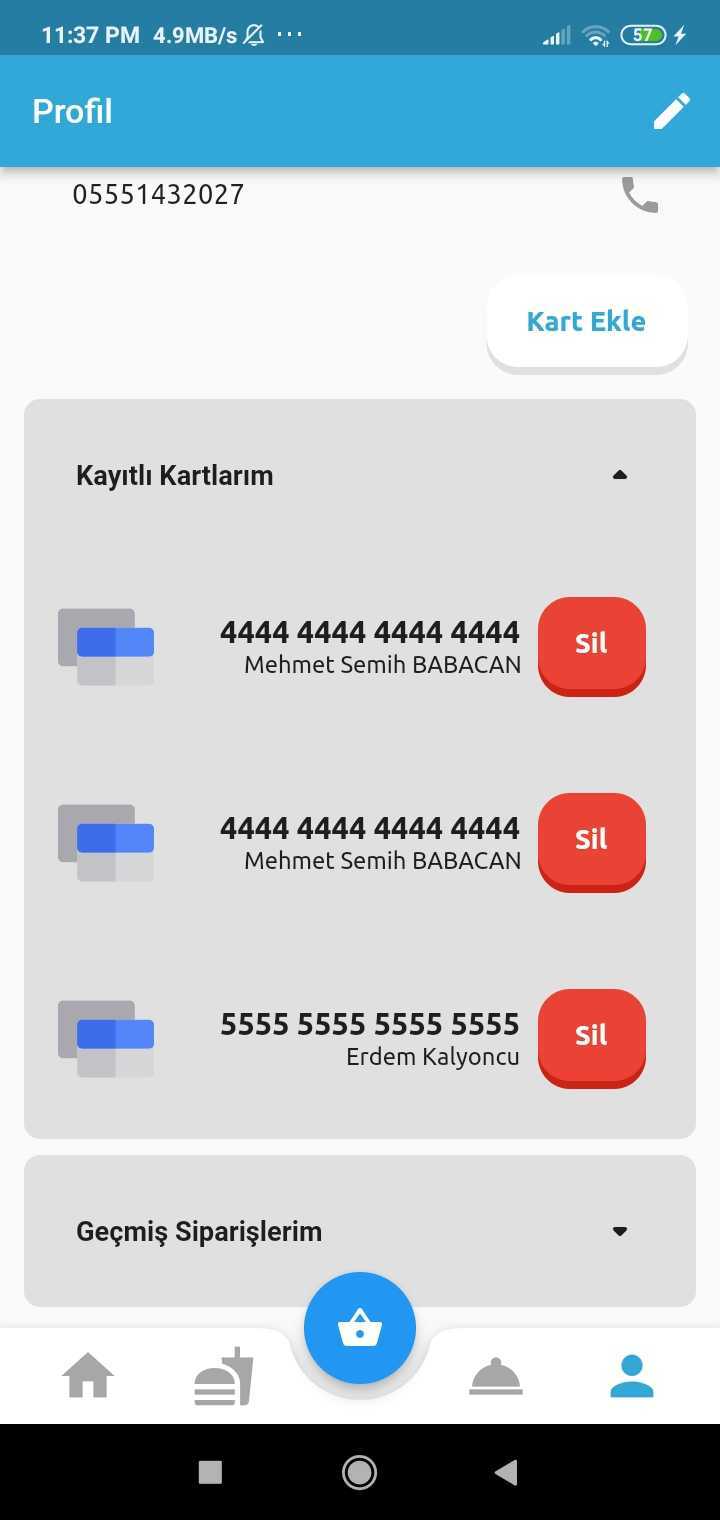 11:37 PM 4.9MB/s ... 57
Profil
05551432027
Kart Ekle
Kayıtlı Kartlarım
4444 4444 4444 4444
Mehmet Semih BABACAN
Sil
4444 4444 4444 4444
Mehmet Semih BABACAN
Sil
5555 5555 5555 5555
Erdem Kalyoncu
Sil
Geçmiş Siparişlerim